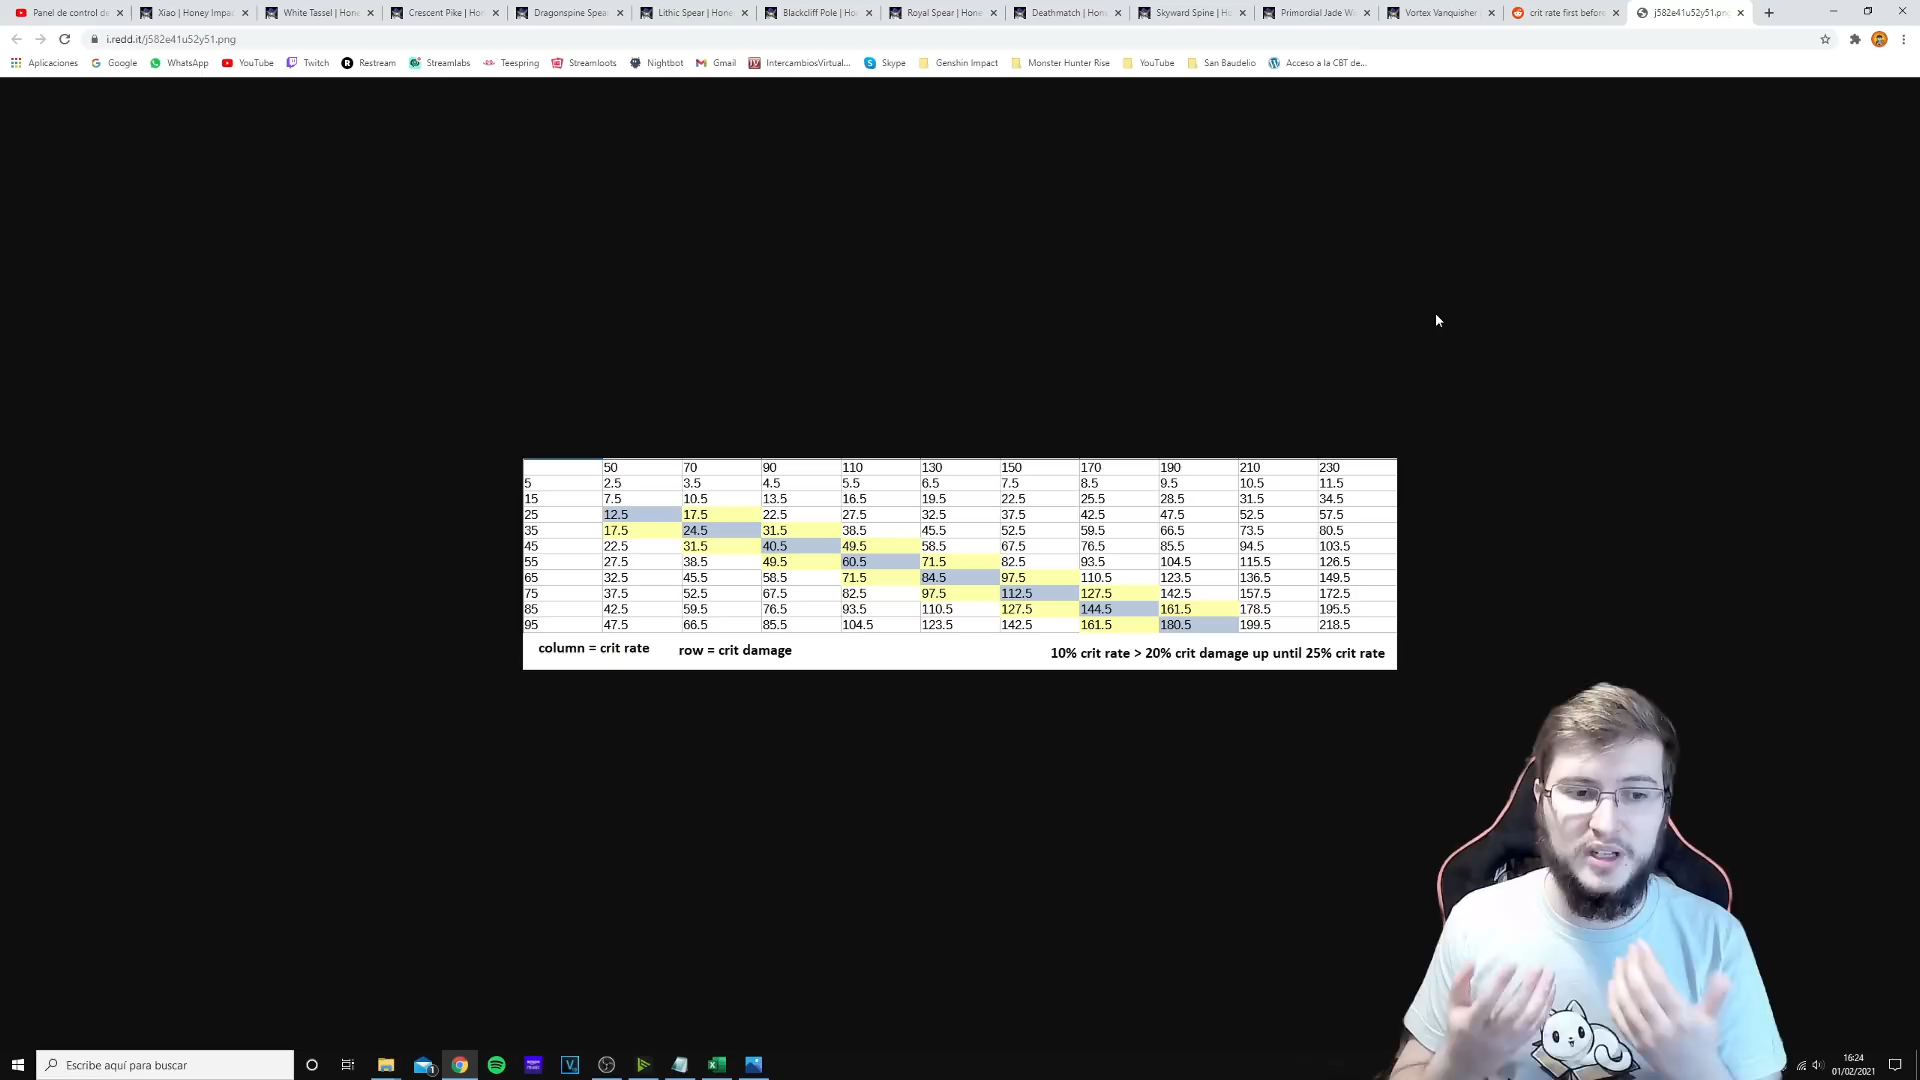 Panel de control de
Xiao | Honey Impac
White Tassel | Hone
Crescent Pike | Hon
Dragonspine Spea
Lithic Spear | Hone
Blackcliff Pole | Ho
Royal Spear | Hone
Deathmatch | Hon
Skyward Spine | Ho
Primordial Jade Wi
Vortex Vanquisher
crit rate first before
j582e41u52y51.png
i.redd.it/j582e41u52y51.png
Aplicaciones Google WhatsApp YouTube Twitch Restream Streamlabs Teespring Streamloots Nightbot Gmail IntercambiosVirtual... Skype Genshin Impact Monster Hunter Rise YouTube San Baudelio Acceso a la CBT de...
50 70 90 110 130 150 170 190 210 230
5 2.5 3.5 4.5 5.5 6.5 7.5 8.5 9.5 10.5 11.5
15 7.5 10.5 13.5 16.5 19.5 22.5 25.5 28.5 31.5 34.5
25 12.5 17.5 22.5 27.5 32.5 37.5 42.5 47.5 52.5 57.5
35 17.5 24.5 31.5 38.5 45.5 52.5 59.5 66.5 73.5 80.5
45 22.5 31.5 40.5 49.5 58.5 67.5 76.5 85.5 94.5 103.5
55 27.5 38.5 49.5 60.5 71.5 82.5 93.5 104.5 115.5 126.5
65 32.5 45.5 58.5 71.5 84.5 97.5 110.5 123.5 136.5 149.5
75 37.5 52.5 67.5 82.5 97.5 112.5 127.5 142.5 157.5 172.5
85 42.5 59.5 76.5 93.5 110.5 127.5 144.5 161.5 178.5 195.5
95 47.5 66.5 85.5 104.5 123.5 142.5 161.5 180.5 199.5 218.5
column = crit rate row = crit damage 10% crit rate > 20% crit damage up until 25% crit rate
Escribe aquí para buscar
16:24
01/02/2021